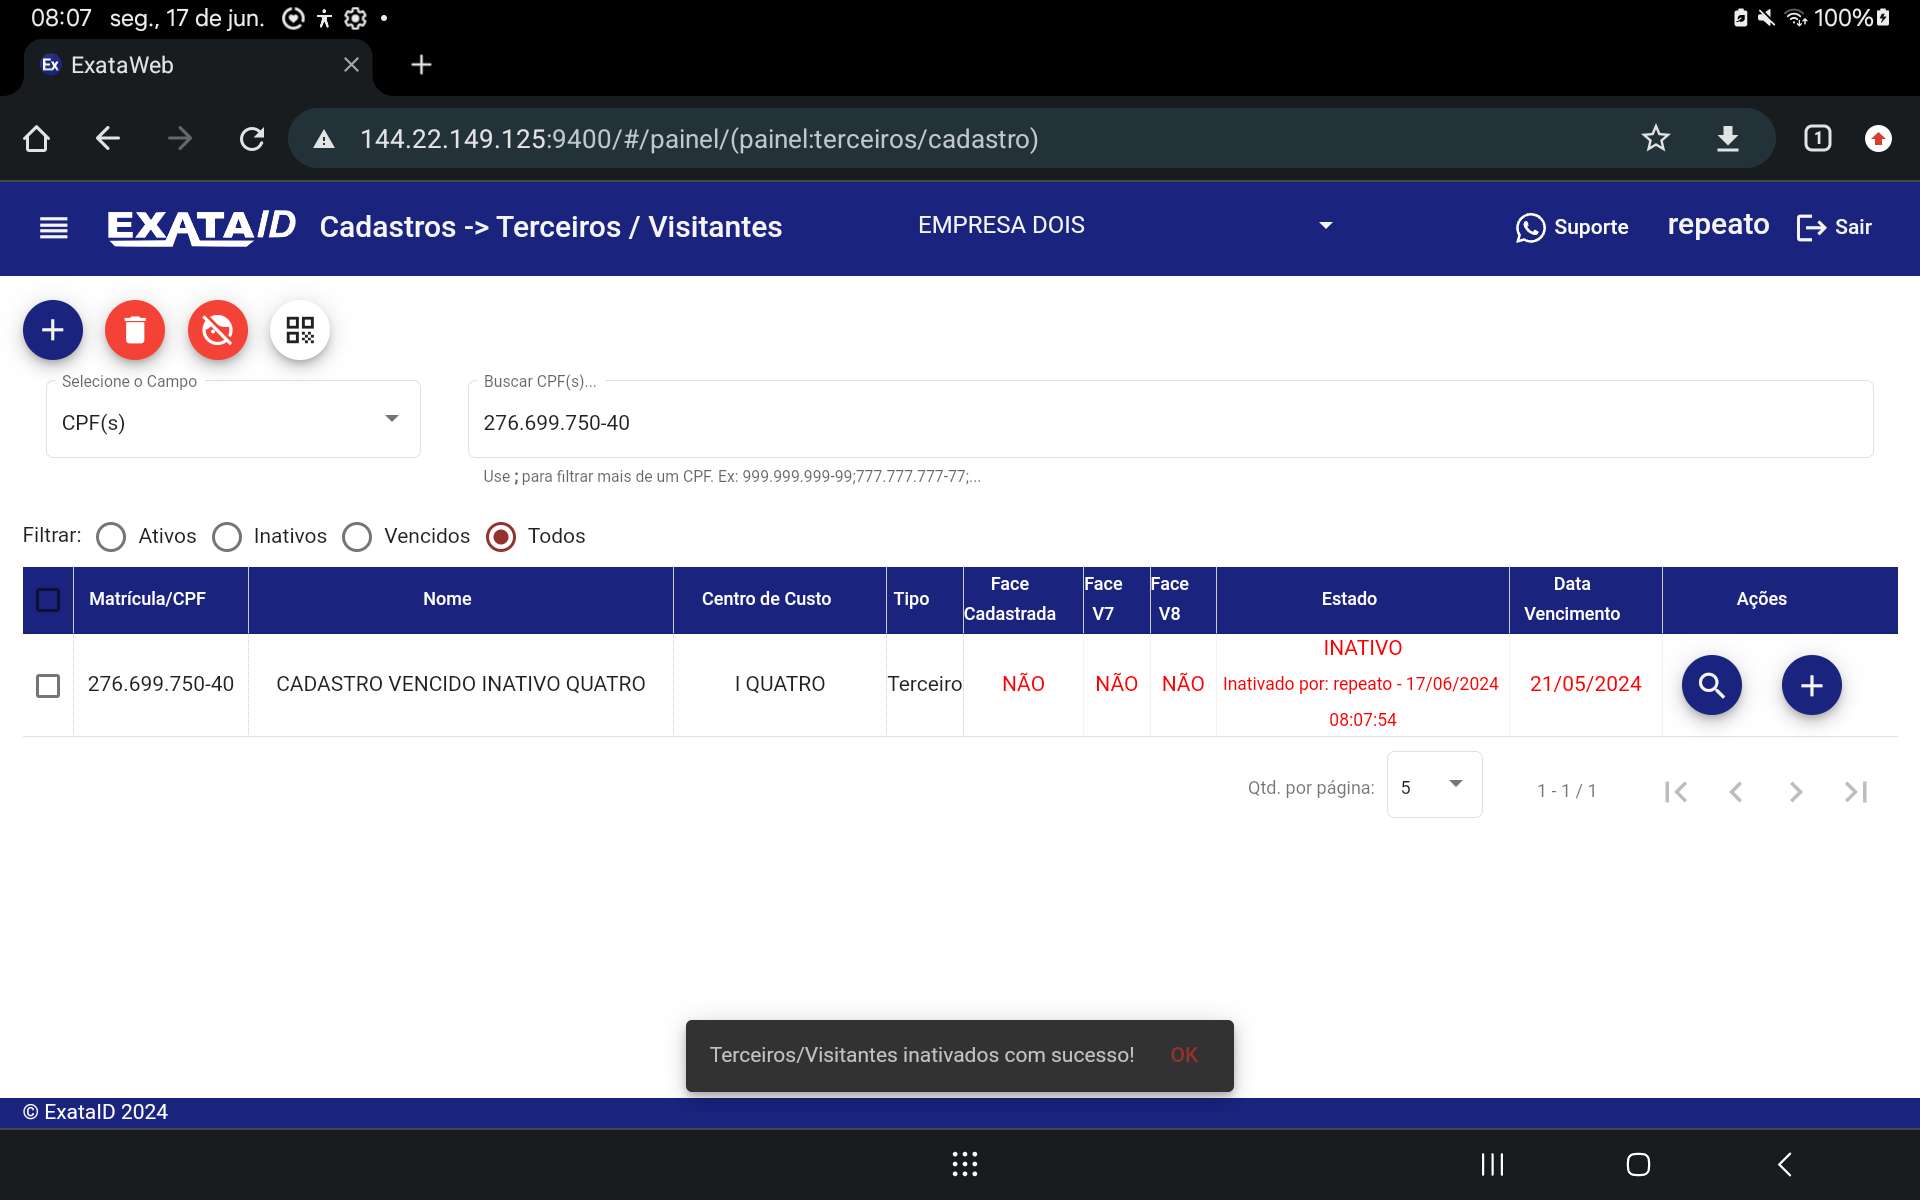 08:07 seg., 17 de jun.
100%
Ex ExataWeb
144.22.149.125:9400/#/painel/(painel:terceiros/cadastro)
1
EXATAID Cadastros -> Terceiros / Visitantes
EMPRESA DOIS
Suporte
repeato
Sair
Selecione o Campo
CPF(s)
Buscar CPF(s)...
276.699.750-40
Use ; para filtrar mais de um CPF. Ex: 999.999.999-99;777.777.777-77;...
Filtrar: Ativos Inativos Vencidos Todos
Matrícula/CPF Nome Centro de Custo Tipo Face Cadastrada Face V7 Face V8 Estado Data Vencimento Ações
276.699.750-40 CADASTRO VENCIDO INATIVO QUATRO I QUATRO Terceiro NÃO NÃO NÃO
INATIVO
Inativado por: repeato - 17/06/2024
08:07:54
21/05/2024
Qtd. por página: 5 1 - 1 / 1
Terceiros/Visitantes inativados com sucesso! OK
© ExataID 2024